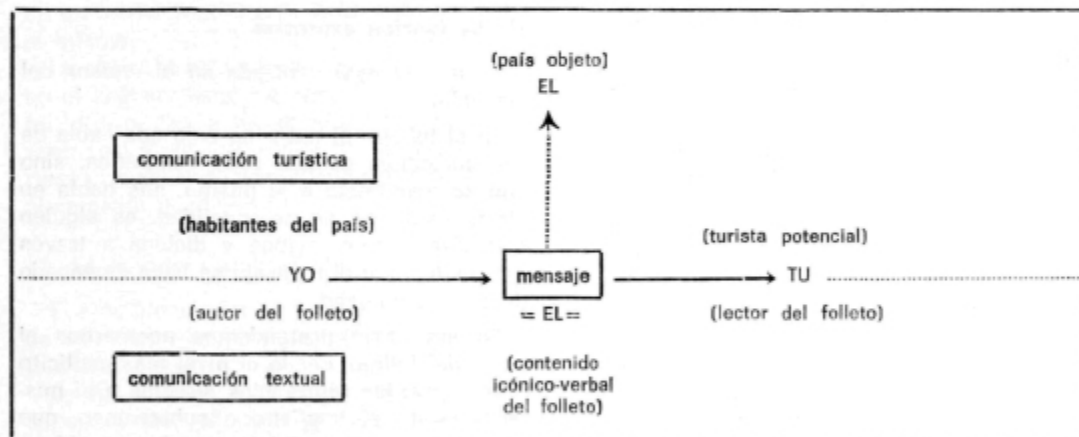 (país objeto)
EL
comunicación turística
(habitantes del país)
(turista potencial)
YO
mensaje
TU
(autor del folleto)
= EL =
(lector del folleto)
comunicación textual
(contenido
icónico-verbal
del folleto)